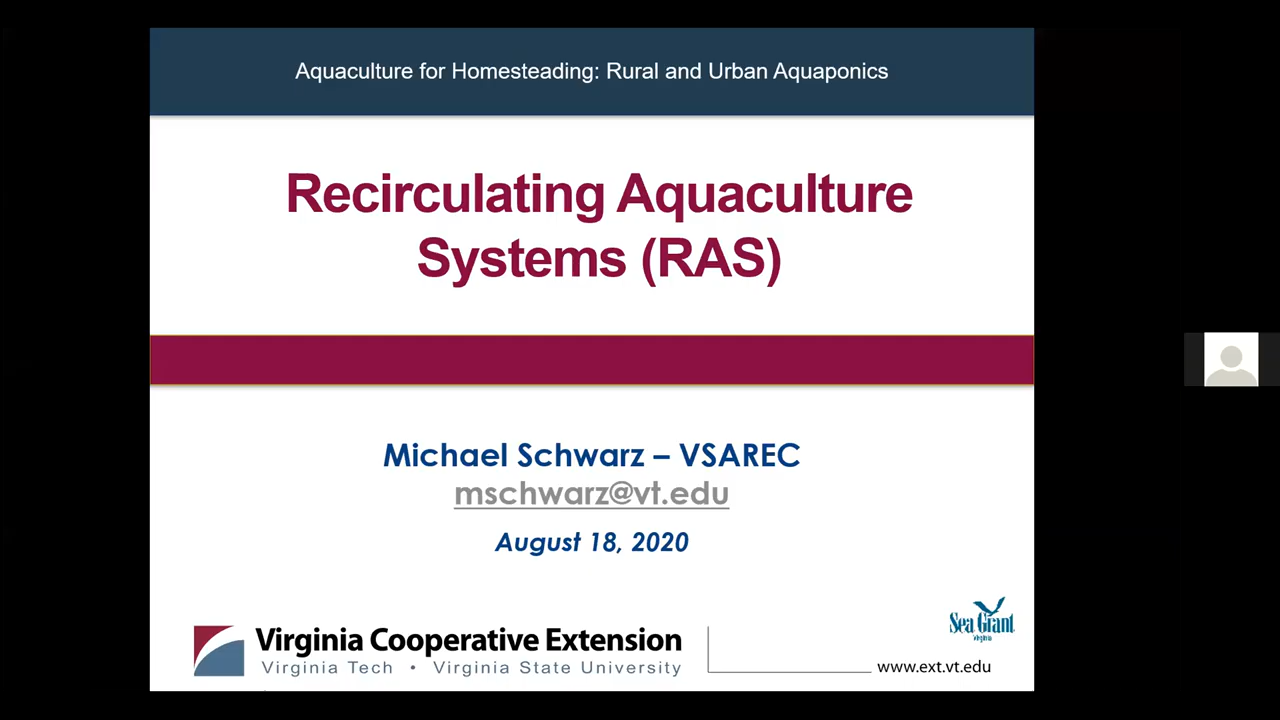 Aquaculture for Homesteading: Rural and Urban Aquaponics
Recirculating Aquaculture
Systems (RAS)
Michael Schwarz – VSAREC
mschwarz@vt.edu
August 18, 2020
Sea Grant
Virginia
Virginia Cooperative Extension
Virginia Tech • Virginia State University
www.ext.vt.edu